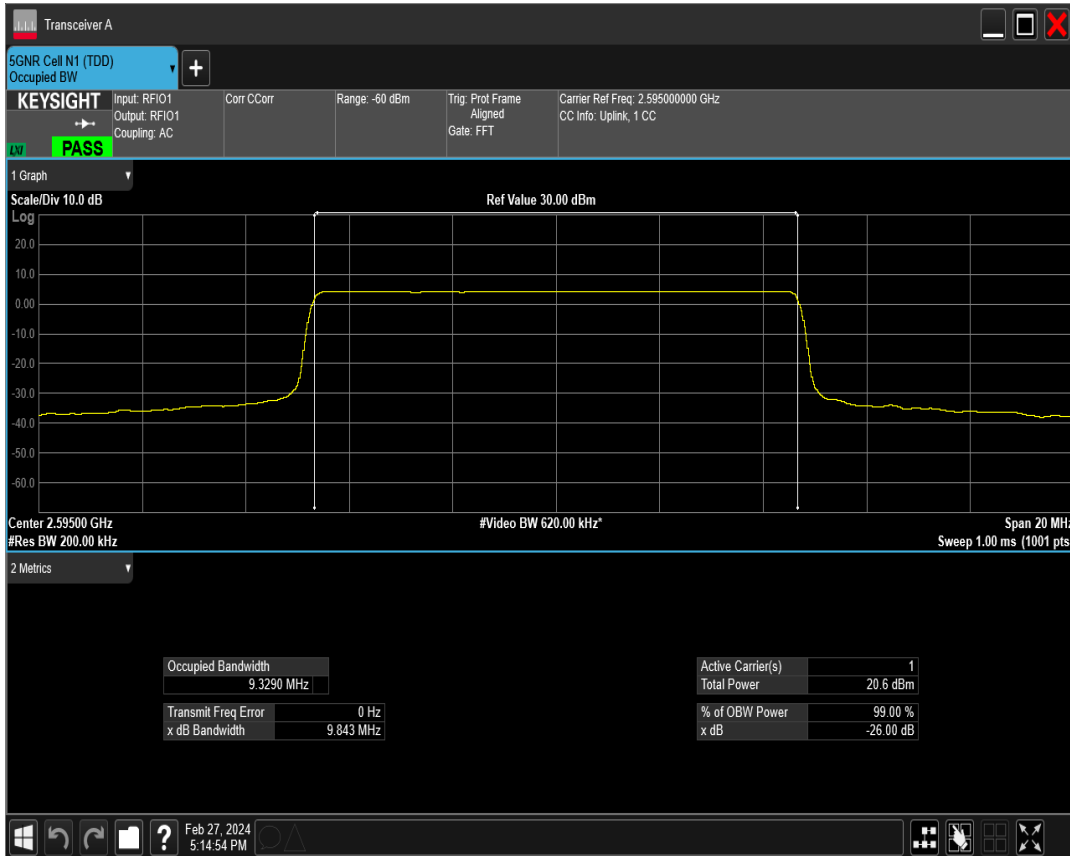 Transceiver A
5GNR Cell N1 (TDD)
Occupied BW
+
KEYSIGHT
LXI
PASS
Input: RFIO1
Output: RFIO1
Coupling: AC
Corr CCorr
Range: -60 dBm
Trig: Prot Frame
Aligned
Gate: FFT
Carrier Ref Freq: 2.595000000 GHz
CC Info: Uplink, 1 CC
1 Graph
Scale/Div 10.0 dB
Ref Value 30.00 dBm
Log
20.0
10.0
0.00
-10.0
-20.0
-30.0
-40.0
-50.0
-60.0
Center 2.59500 GHz
#Video BW 620.00 kHz*
Span 20 MHz
#Res BW 200.00 kHz
Sweep 1.00 ms (1001 pts
2 Metrics
Occupied Bandwidth
9.3290 MHz
Transmit Freq Error 0 Hz
x dB Bandwidth 9.843 MHz
Active Carrier(s) 1
Total Power 20.6 dBm
% of OBW Power 99.00 %
x dB -26.00 dB
?
Feb 27, 2024
5:14:54 PM